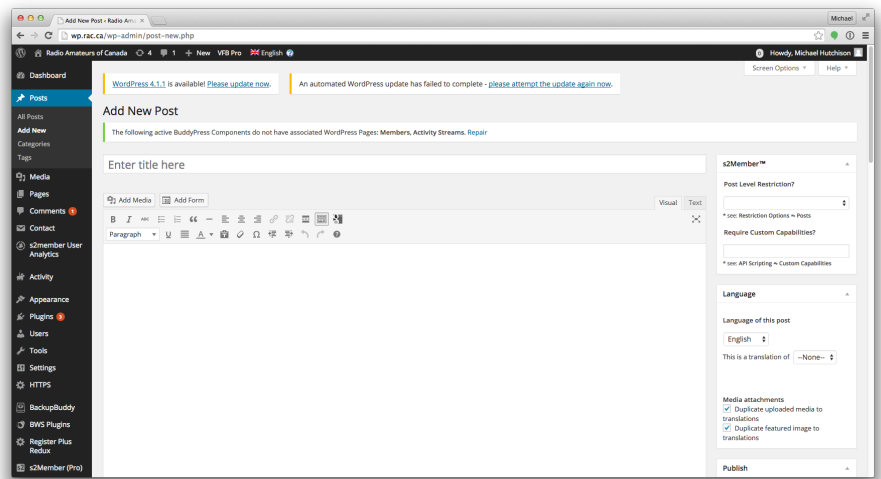 Add New Post ‹ Radio Ama
Michael
wp.rac.ca/wp-admin/post-new.php
Radio Amateurs of Canada 4 1 + New VFB Pro English
0 Howdy, Michael Hutchison
Screen Options Help
Dashboard
Posts
All Posts
Add New
Categories
Tags
Media
Pages
Comments 1
Contact
s2member User
Analytics
Activity
Appearance
Plugins 3
Users
Tools
Settings
HTTPS
BackupBuddy
BWS Plugins
Register Plus
Redux
s2Member (Pro)
WordPress 4.1.1 is available! Please update now.
An automated WordPress update has failed to complete - please attempt the update again now.
Add New Post
The following active BuddyPress Components do not have associated WordPress Pages: Members, Activity Streams. Repair
Enter title here
Add Media Add Form
Visual Text
B I ABC
Paragraph U A Ω
s2Member™
Post Level Restriction?
* see: Restriction Options ⇝ Posts
Require Custom Capabilities?
* see: API Scripting ⇝ Custom Capabilities
Language
Language of this post
English
This is a translation of --None--
Media attachments
Duplicate uploaded media to
translations
Duplicate featured image to
translations
Publish